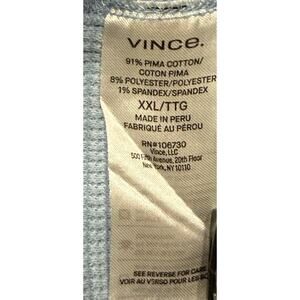 VINCE.
91% PIMA COTTON/
COTON PIMA
8% POLYESTER/POLYESTER
1% SPANDEX/SPANDEX
XXL/TTG
MADE IN PERU
FABRIQUÉ AU PÉROU
RN#106730
Vince, LLC
500 Fifth Avenue, 20th Floor
New York, NY 10110
SEE REVERSE FOR CARE
VOIR AU VERSO POUR LES